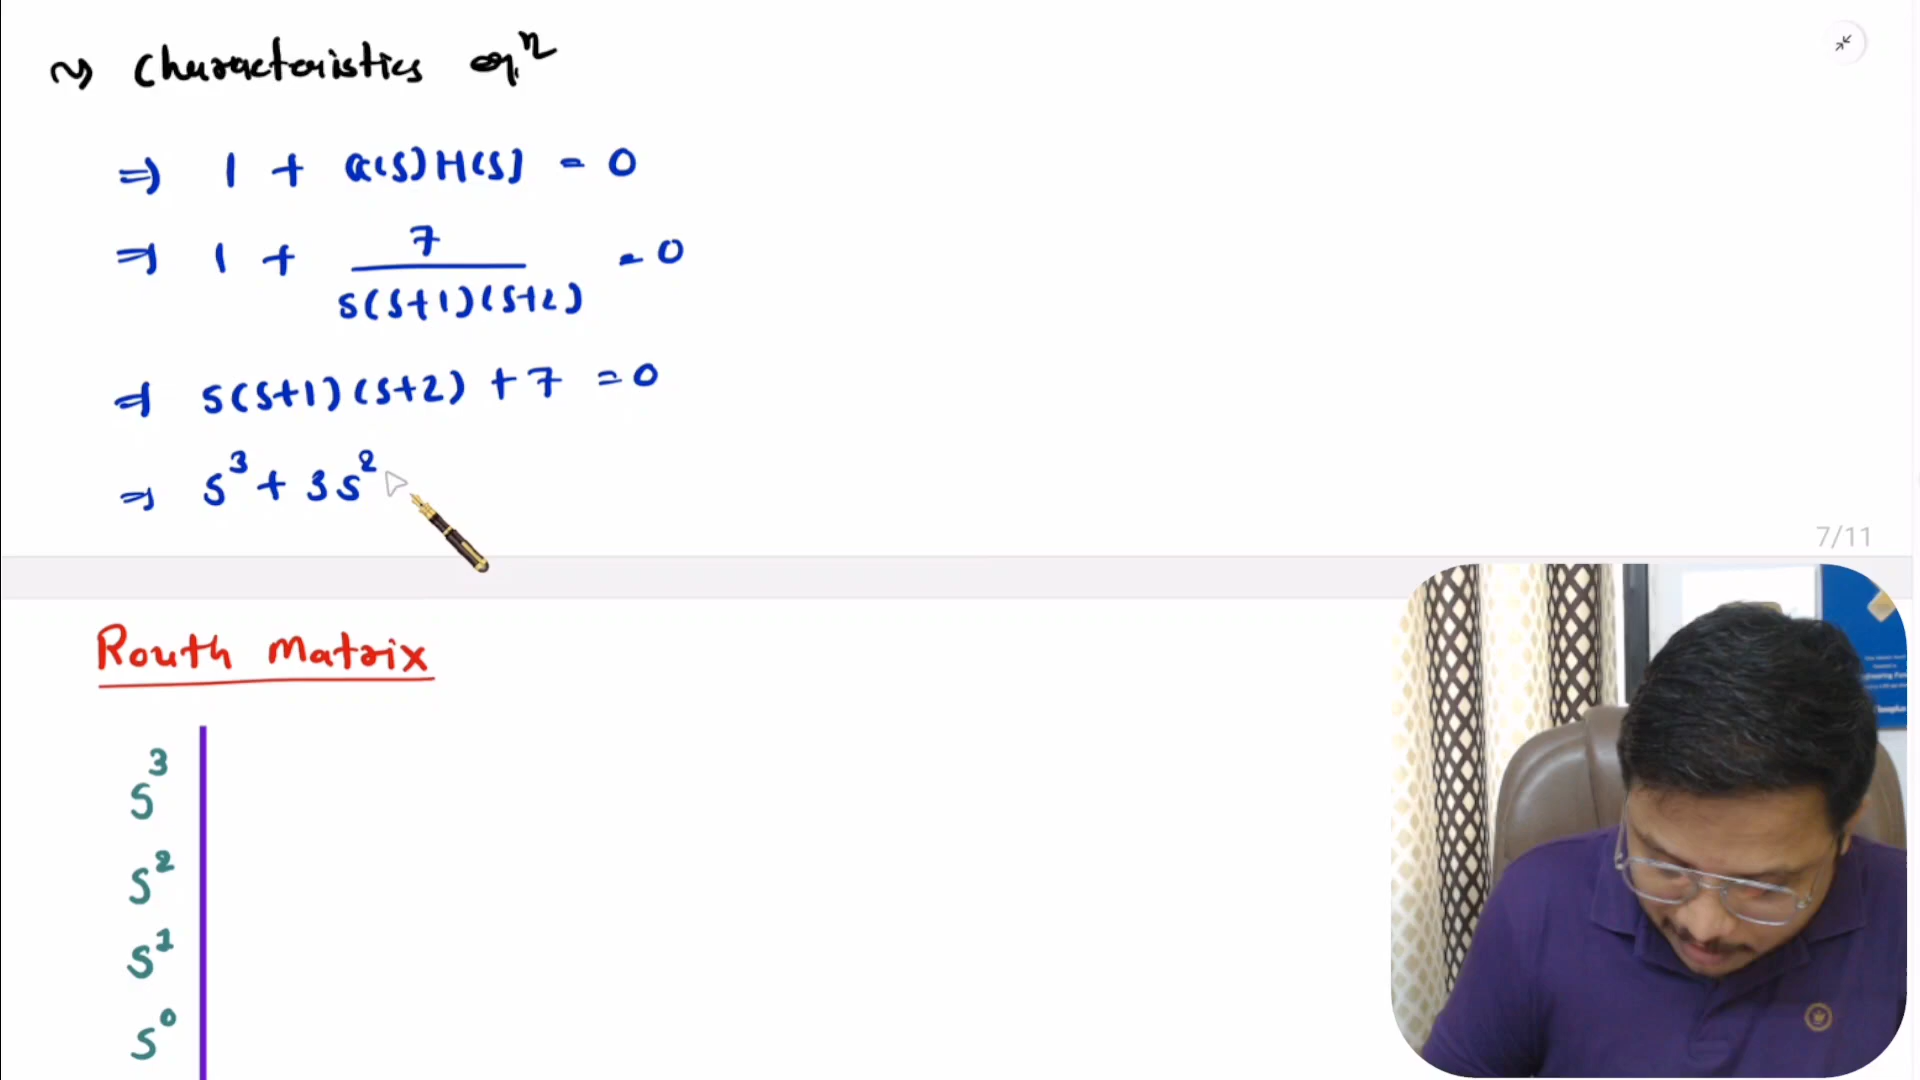 ~> Characteristics eqⁿ
⇒ 1 + G(S)H(S) = 0
⇒ 1 + 7 / S(S+1)(S+2) = 0
⇒ S(S+1)(S+2) + 7 = 0
⇒ S³ + 3S²
7/11
Routh Matrix
S³
S²
S¹
S⁰